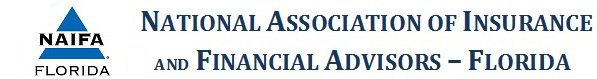 NAIFA
FLORIDA
NATIONAL ASSOCIATION OF INSURANCE
AND FINANCIAL ADVISORS – FLORIDA